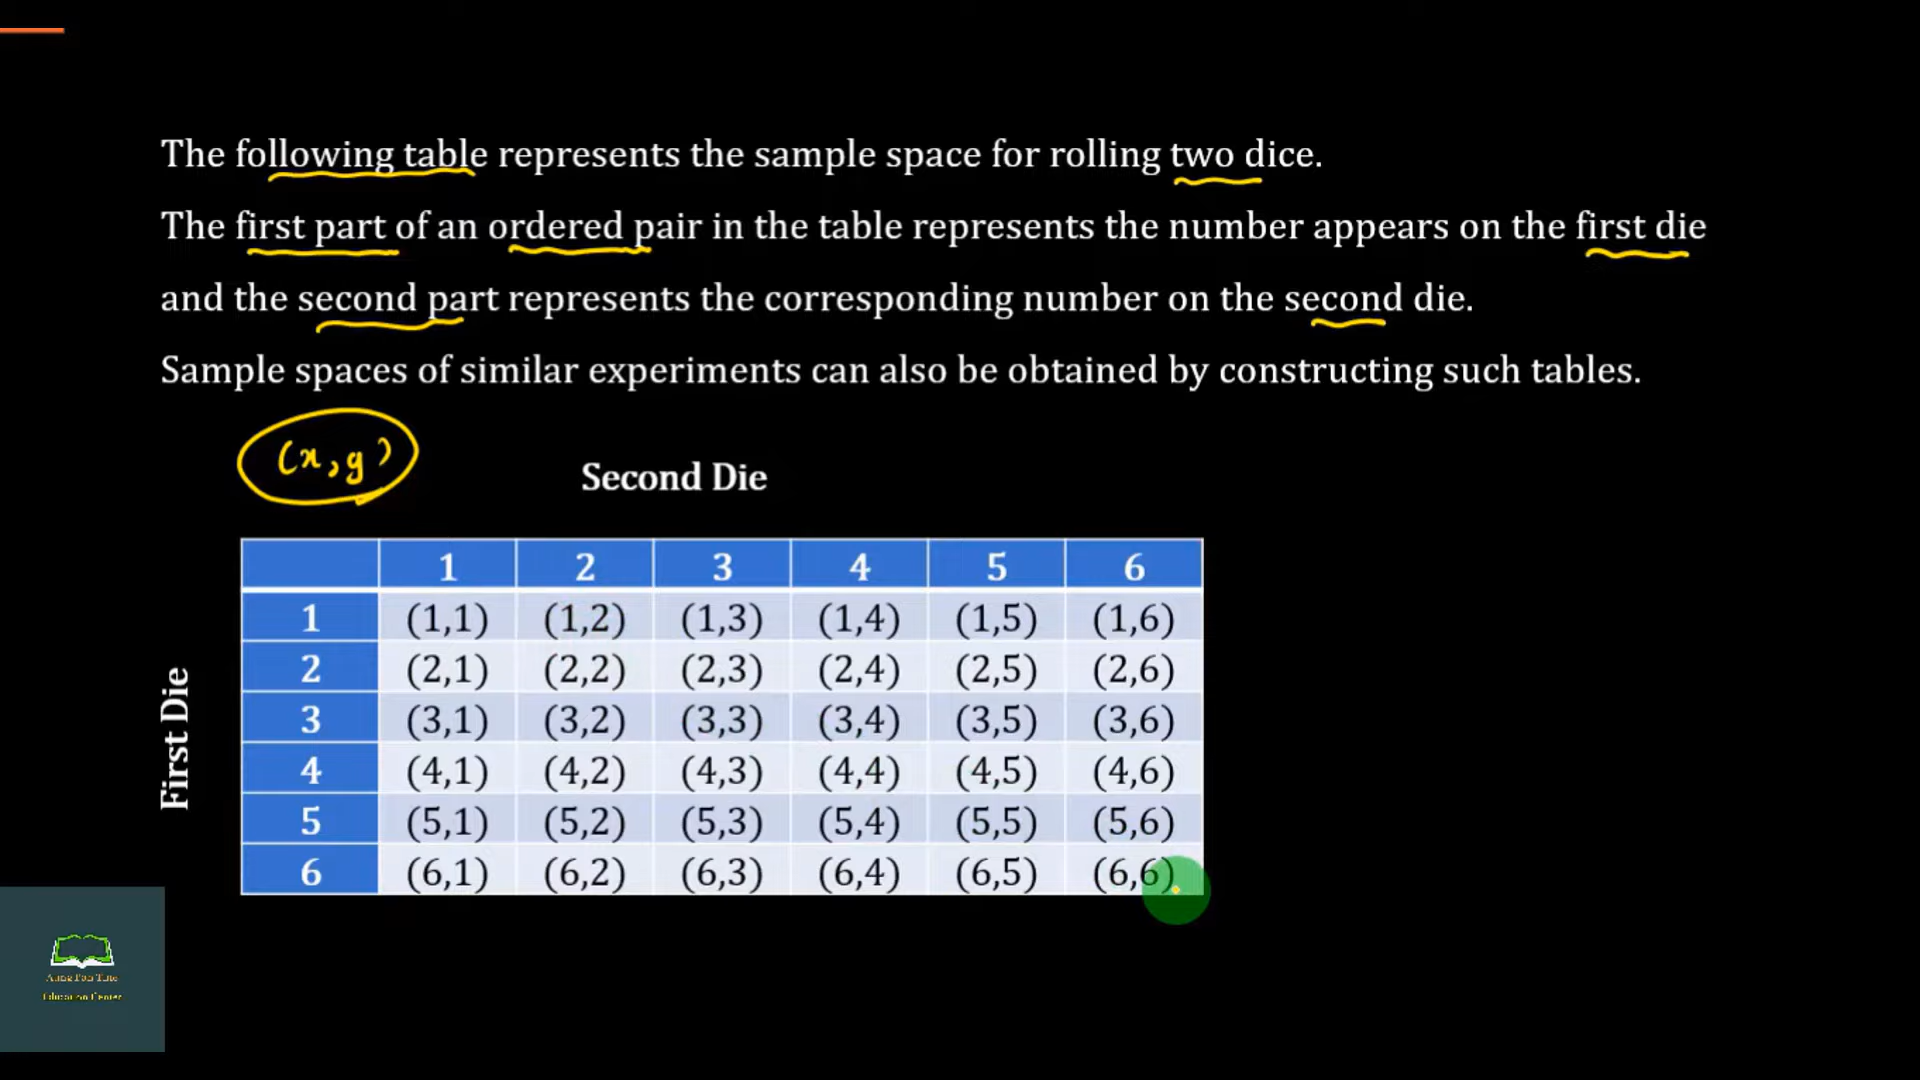 The following table represents the sample space for rolling two dice.
The first part of an ordered pair in the table represents the number appears on the first die
and the second part represents the corresponding number on the second die.
Sample spaces of similar experiments can also be obtained by constructing such tables.
(x,y)
Second Die
1 2 3 4 5 6
First Die
1 (1,1) (1,2) (1,3) (1,4) (1,5) (1,6)
2 (2,1) (2,2) (2,3) (2,4) (2,5) (2,6)
3 (3,1) (3,2) (3,3) (3,4) (3,5) (3,6)
4 (4,1) (4,2) (4,3) (4,4) (4,5) (4,6)
5 (5,1) (5,2) (5,3) (5,4) (5,5) (5,6)
6 (6,1) (6,2) (6,3) (6,4) (6,5) (6,6)
Education Center